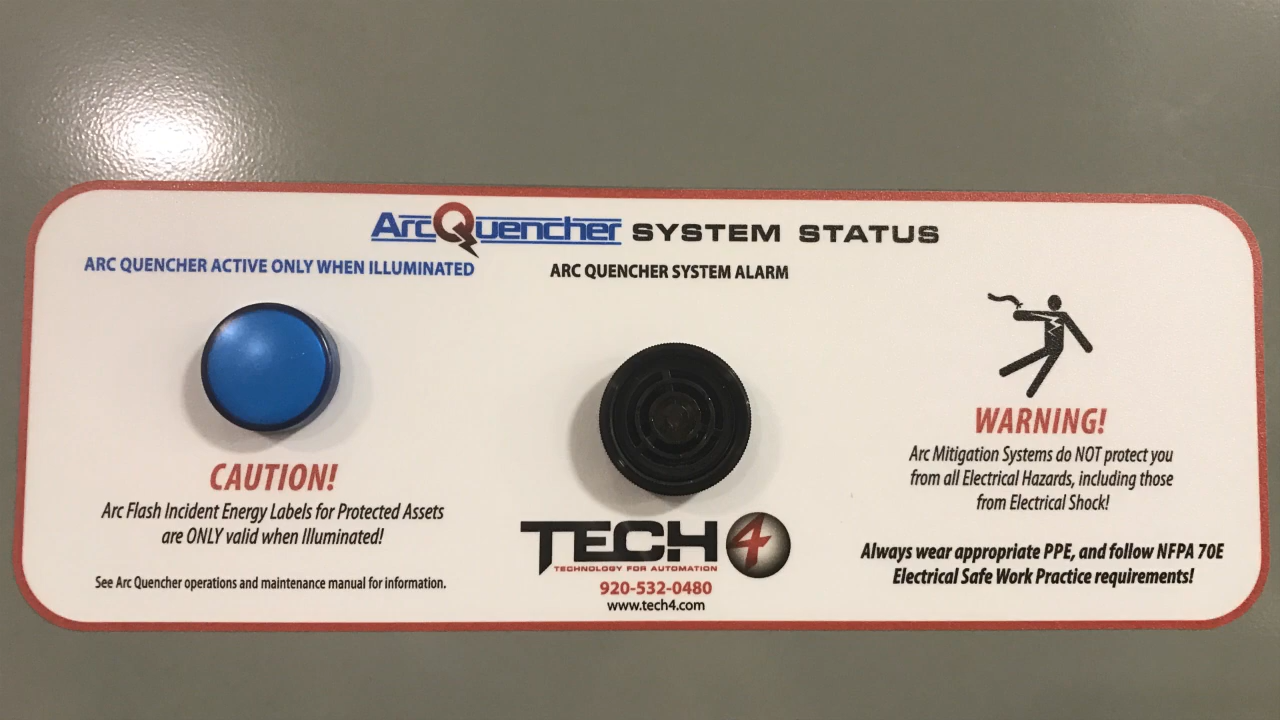 ArcQuencher SYSTEM STATUS
ARC QUENCHER ACTIVE ONLY WHEN ILLUMINATED
ARC QUENCHER SYSTEM ALARM
CAUTION!
Arc Flash Incident Energy Labels for Protected Assets
are ONLY valid when Illuminated!
See Arc Quencher operations and maintenance manual for information.
TECH4
TECHNOLOGY FOR AUTOMATION
920-532-0480
www.tech4.com
WARNING!
Arc Mitigation Systems do NOT protect you
from all Electrical Hazards, including those
from Electrical Shock!
Always wear appropriate PPE, and follow NFPA 70E
Electrical Safe Work Practice requirements!